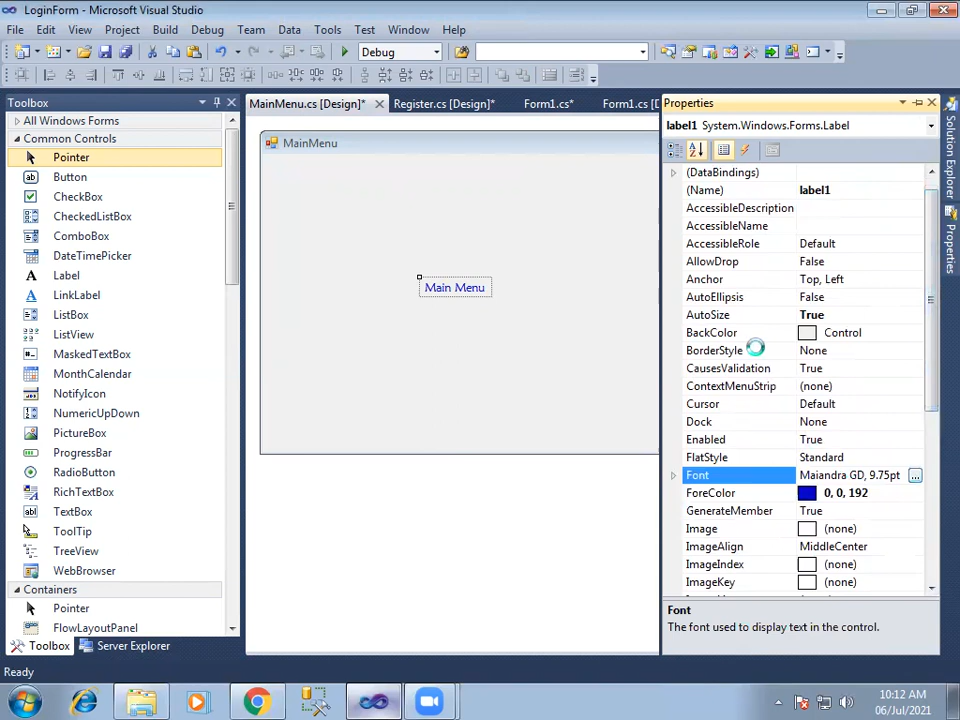 LoginForm - Microsoft Visual Studio
File Edit View Project Build Debug Team Data Tools Test Window Help
Debug
Toolbox
All Windows Forms
Common Controls
Pointer
Button
CheckBox
CheckedListBox
ComboBox
DateTimePicker
Label
LinkLabel
ListBox
ListView
MaskedTextBox
MonthCalendar
NotifyIcon
NumericUpDown
PictureBox
ProgressBar
RadioButton
RichTextBox
TextBox
ToolTip
TreeView
WebBrowser
Containers
Pointer
FlowLayoutPanel
Toolbox Server Explorer
MainMenu.cs [Design]* Register.cs [Design]* Form1.cs* Form1.cs [D
MainMenu
Main Menu
Properties
label1 System.Windows.Forms.Label
(DataBindings)
(Name) label1
AccessibleDescription
AccessibleName
AccessibleRole Default
AllowDrop False
Anchor Top, Left
AutoEllipsis False
AutoSize True
BackColor Control
BorderStyle None
CausesValidation True
ContextMenuStrip (none)
Cursor Default
Dock None
Enabled True
FlatStyle Standard
Font Maiandra GD, 9.75pt ...
ForeColor 0, 0, 192
GenerateMember True
Image (none)
ImageAlign MiddleCenter
ImageIndex (none)
ImageKey (none)
Font
The font used to display text in the control.
Solution Explorer
Properties
Ready
10:12 AM
06/Jul/2021